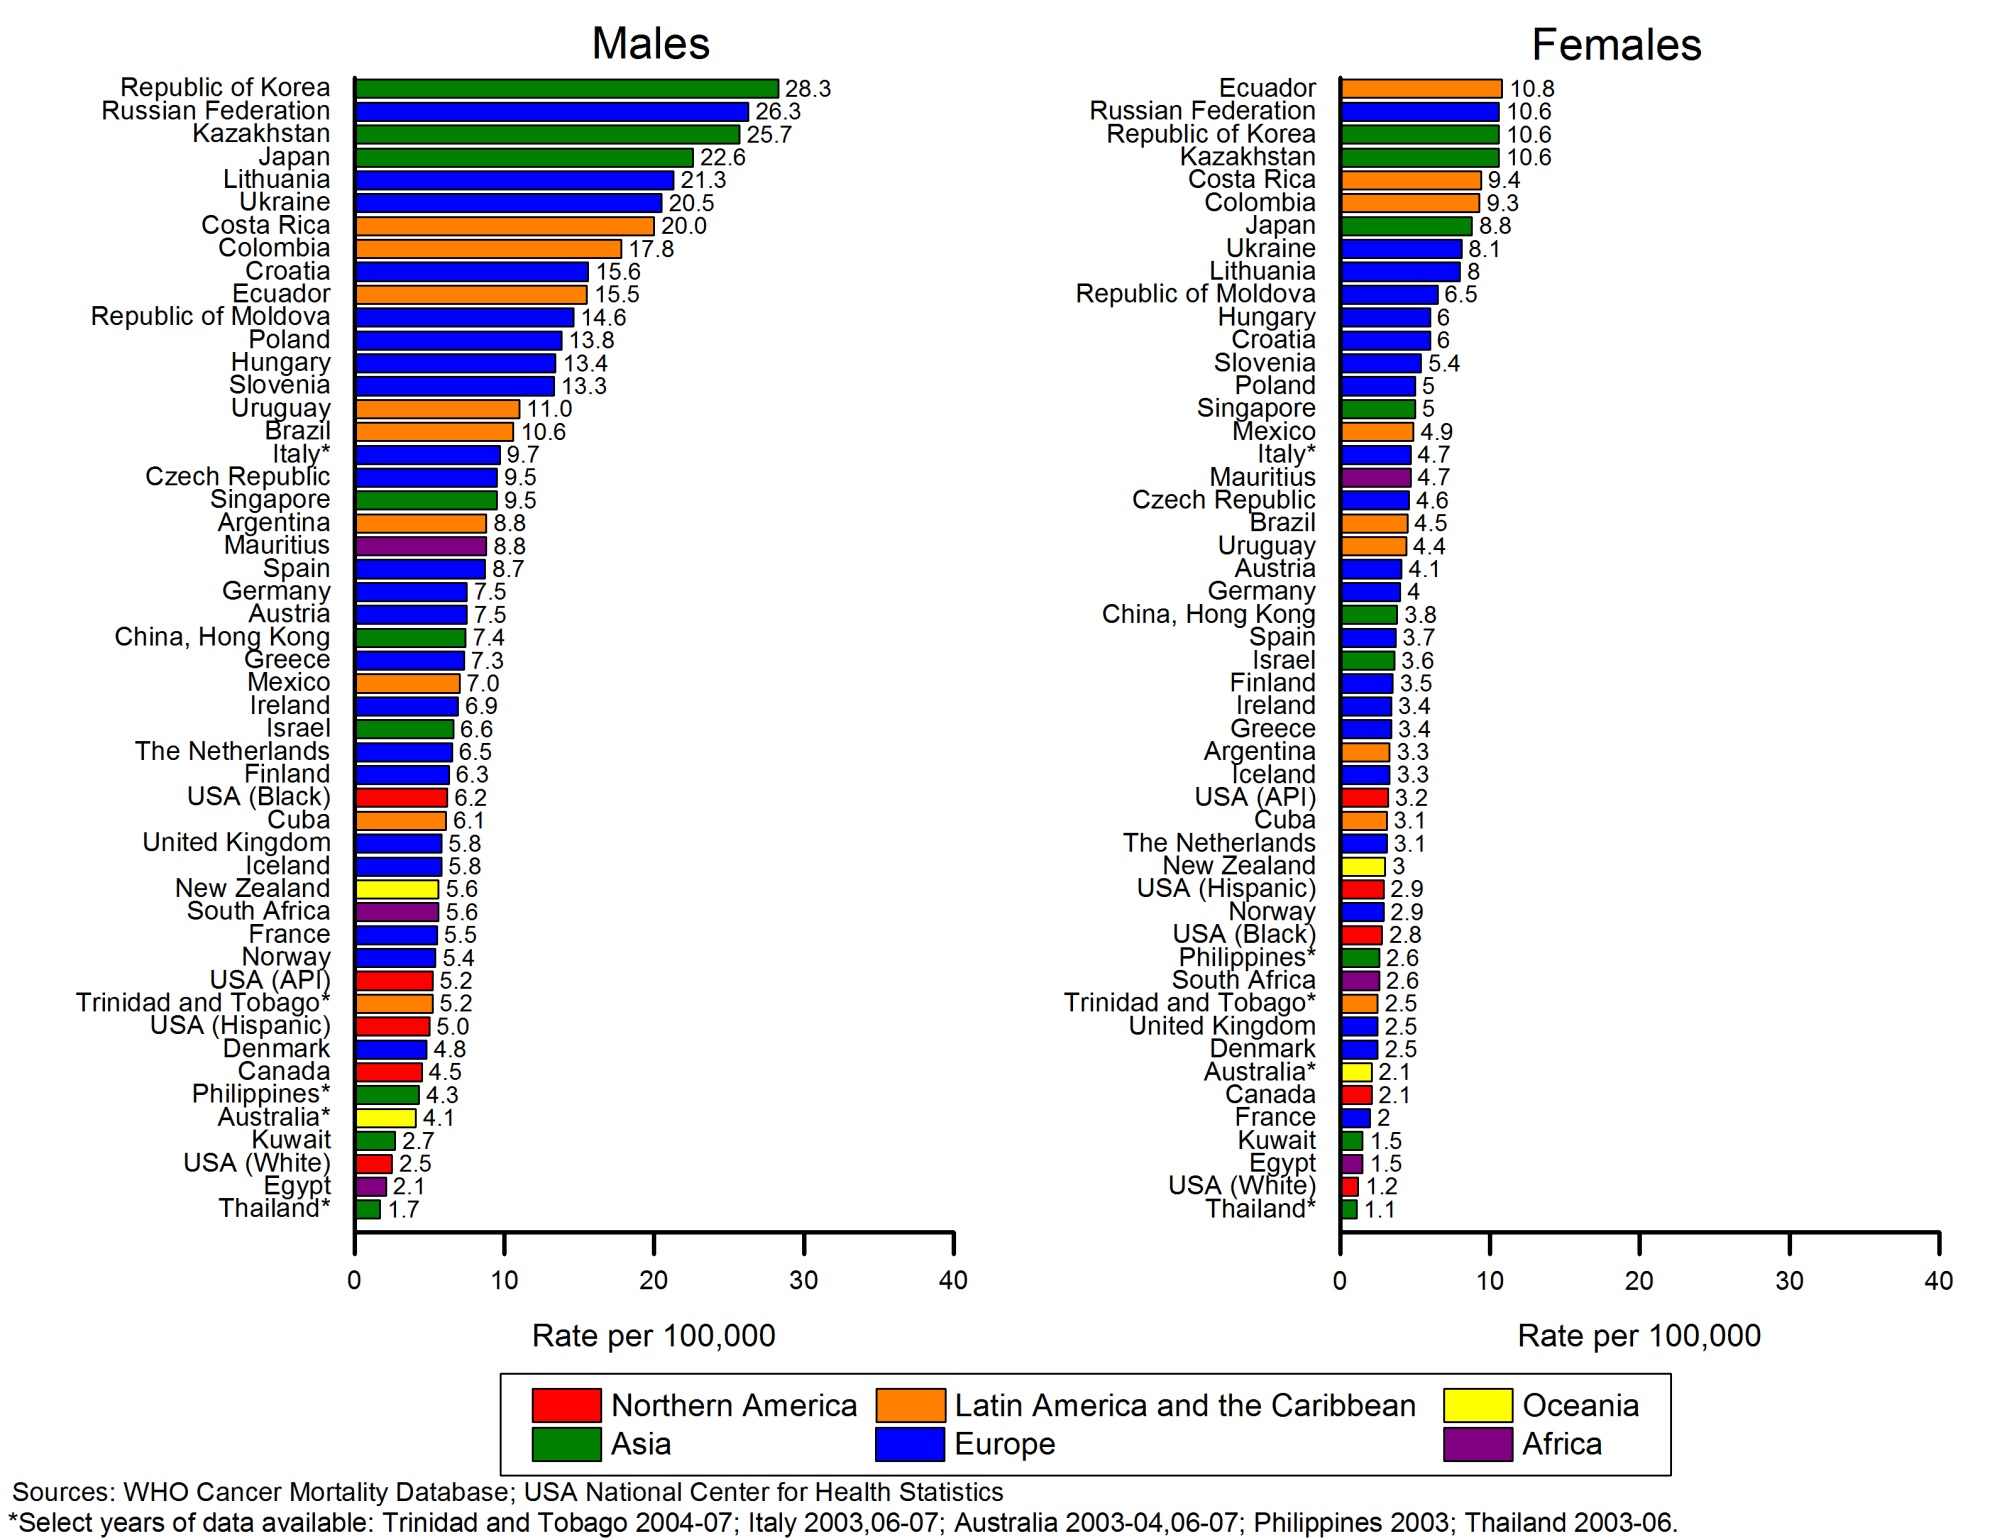 Males
Republic of Korea 28.3
Russian Federation 26.3
Kazakhstan 25.7
Japan 22.6
Lithuania 21.3
Ukraine 20.5
Costa Rica 20.0
Colombia 17.8
Croatia 15.6
Ecuador 15.5
Republic of Moldova 14.6
Poland 13.8
Hungary 13.4
Slovenia 13.3
Uruguay 11.0
Brazil 10.6
Italy* 9.7
Czech Republic 9.5
Singapore 9.5
Argentina 8.8
Mauritius 8.8
Spain 8.7
Germany 7.5
Austria 7.5
China, Hong Kong 7.4
Greece 7.3
Mexico 7.0
Ireland 6.9
Israel 6.6
The Netherlands 6.5
Finland 6.3
USA (Black) 6.2
Cuba 6.1
United Kingdom 5.8
Iceland 5.8
New Zealand 5.6
South Africa 5.6
France 5.5
Norway 5.4
USA (API) 5.2
Trinidad and Tobago* 5.2
USA (Hispanic) 5.0
Denmark 4.8
Canada 4.5
Philippines* 4.3
Australia* 4.1
Kuwait 2.7
USA (White) 2.5
Egypt 2.1
Thailand* 1.7
0 10 20 30 40
Rate per 100,000
Females
Ecuador 10.8
Russian Federation 10.6
Republic of Korea 10.6
Kazakhstan 10.6
Costa Rica 9.4
Colombia 9.3
Japan 8.8
Ukraine 8.1
Lithuania 8
Republic of Moldova 6.5
Hungary 6
Croatia 6
Slovenia 5.4
Poland 5
Singapore 5
Mexico 4.9
Italy* 4.7
Mauritius 4.7
Czech Republic 4.6
Brazil 4.5
Uruguay 4.4
Austria 4.1
Germany 4
China, Hong Kong 3.8
Spain 3.7
Israel 3.6
Finland 3.5
Ireland 3.4
Greece 3.4
Argentina 3.3
Iceland 3.3
USA (API) 3.2
Cuba 3.1
The Netherlands 3.1
New Zealand 3
USA (Hispanic) 2.9
Norway 2.9
USA (Black) 2.8
Philippines* 2.6
South Africa 2.6
Trinidad and Tobago* 2.5
United Kingdom 2.5
Denmark 2.5
Australia* 2.1
Canada 2.1
France 2
Kuwait 1.5
Egypt 1.5
USA (White) 1.2
Thailand* 1.1
0 10 20 30 40
Rate per 100,000
Northern America Latin America and the Caribbean Oceania
Asia Europe Africa
Sources: WHO Cancer Mortality Database; USA National Center for Health Statistics
*Select years of data available: Trinidad and Tobago 2004-07; Italy 2003,06-07; Australia 2003-04,06-07; Philippines 2003; Thailand 2003-06.